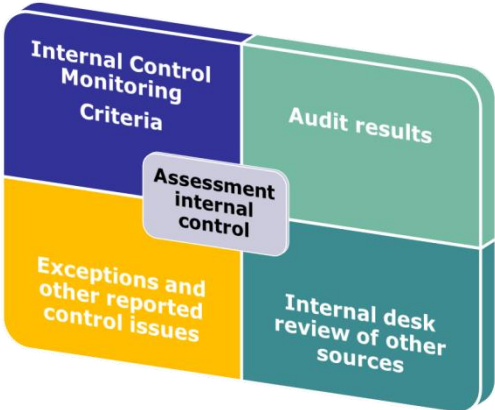 Internal Control
Monitoring
Criteria
Audit results
Assessment
internal
control
Exceptions and
other reported
control issues
Internal desk
review of other
sources